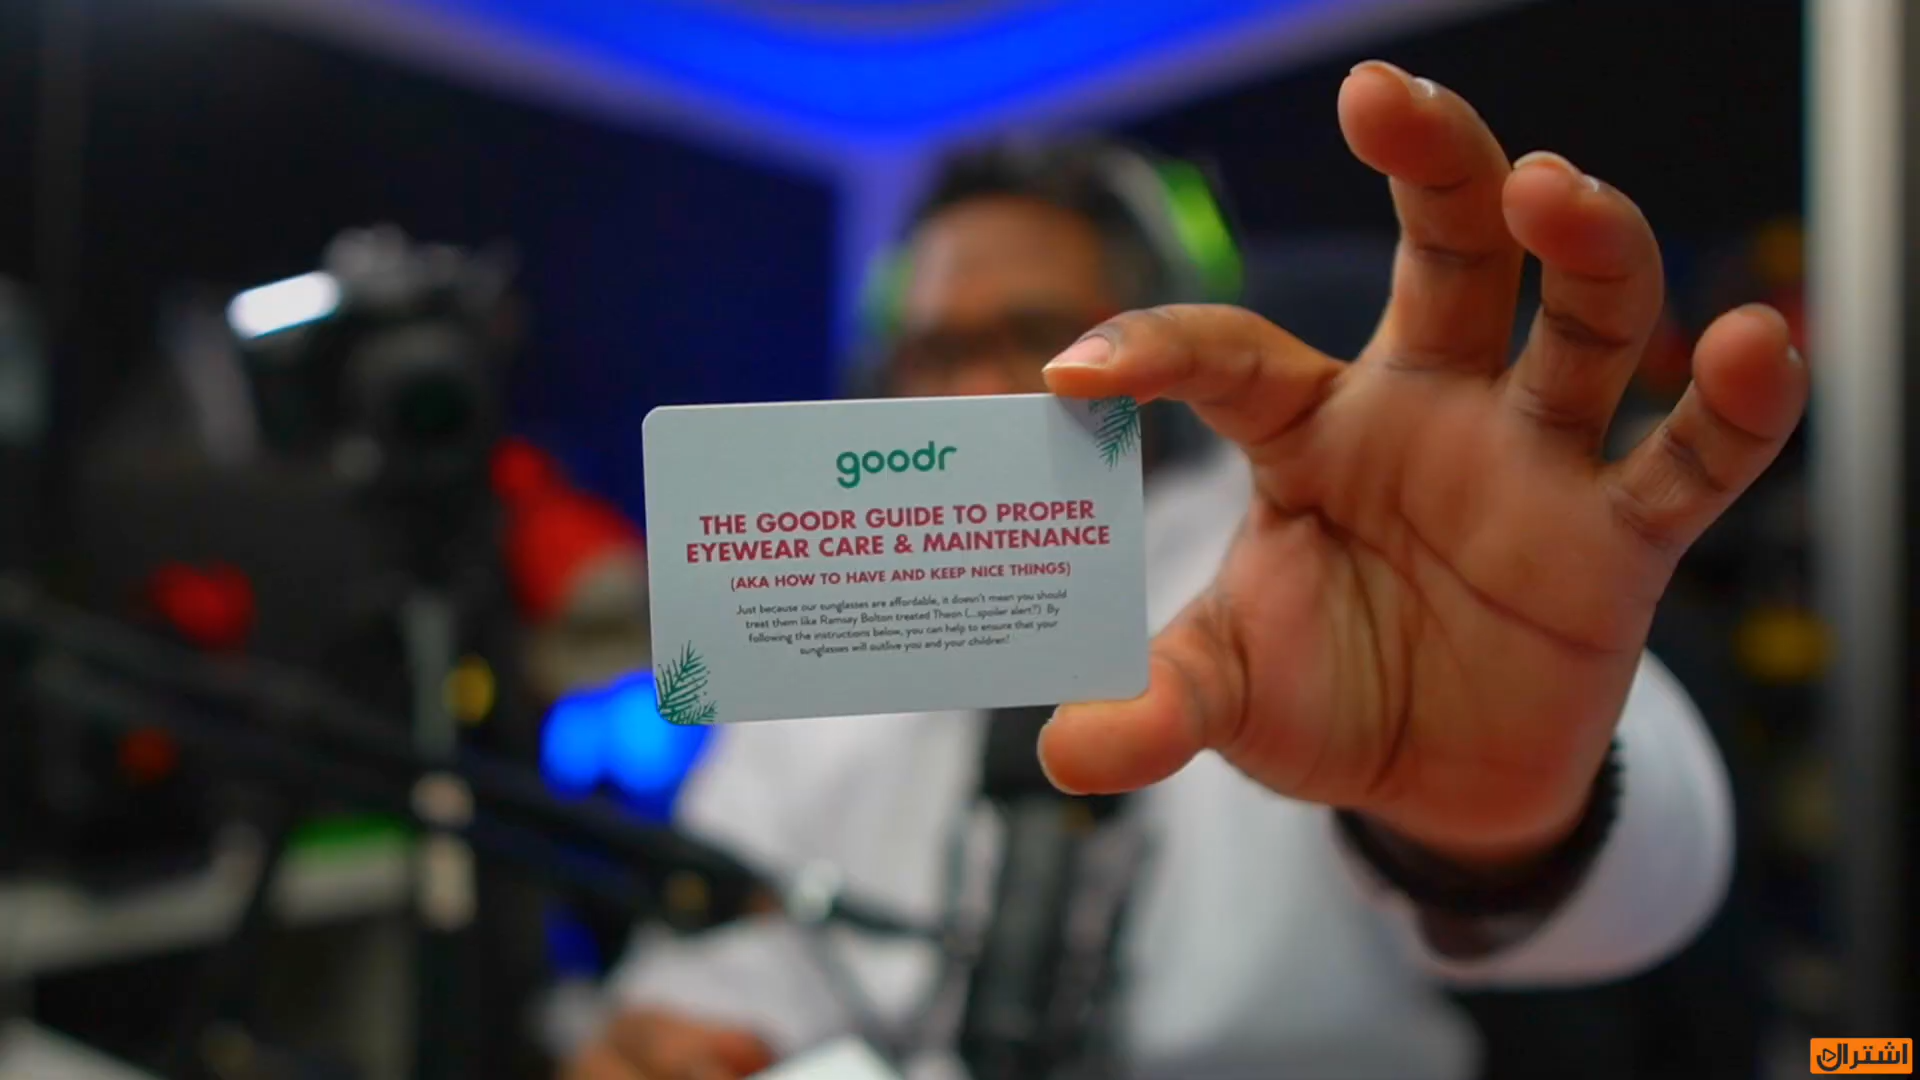 goodr
THE GOODR GUIDE TO PROPER
EYEWEAR CARE & MAINTENANCE
(AKA HOW TO HAVE AND KEEP NICE THINGS)
Just because our sunglasses are affordable, it doesn't mean you should
treat them like Ramsay Bolton treated Theon (...spoiler alert?). By
following the instructions below, you can help to ensure that your
sunglasses will outlive you and your children!
اشتراك